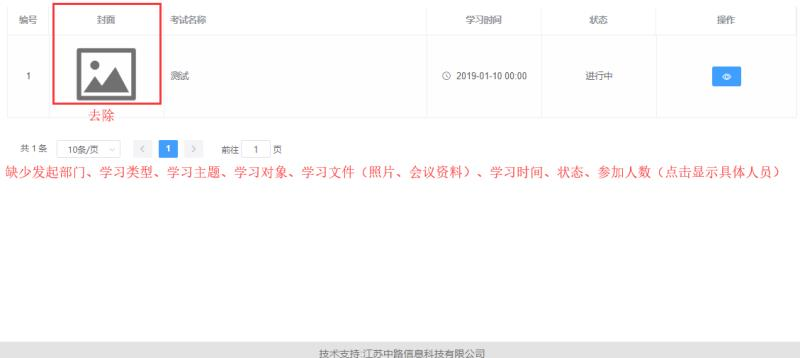 编号 封面 考试名称 学习时间 状态 操作
1 测试 2019-01-10 00:00 进行中
去除
共 1 条 10条/页 1 前往 1 页
缺少发起部门、学习类型、学习主题、学习对象、学习文件（照片、会议资料）、学习时间、状态、参加人数（点击显示具体人员）
技术支持:江苏中路信息科技有限公司